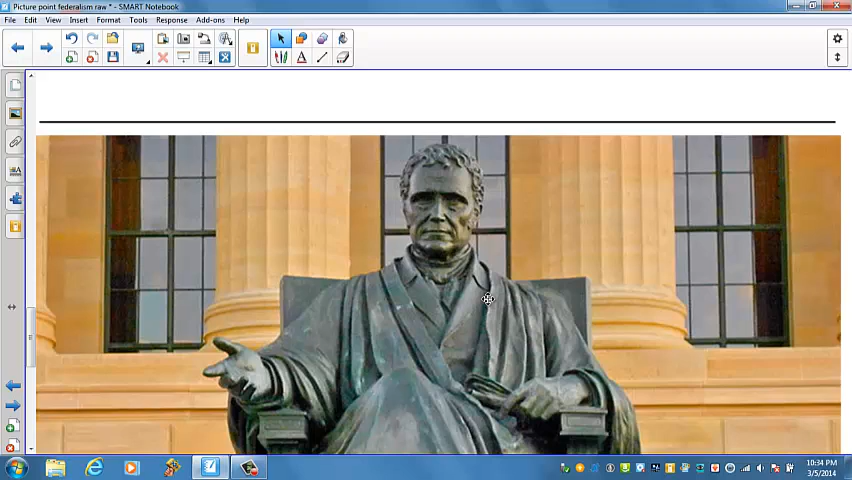 Picture point federalism raw * - SMART Notebook
File Edit View Insert Format Tools Response Add-ons Help
10:34 PM
3/5/2014